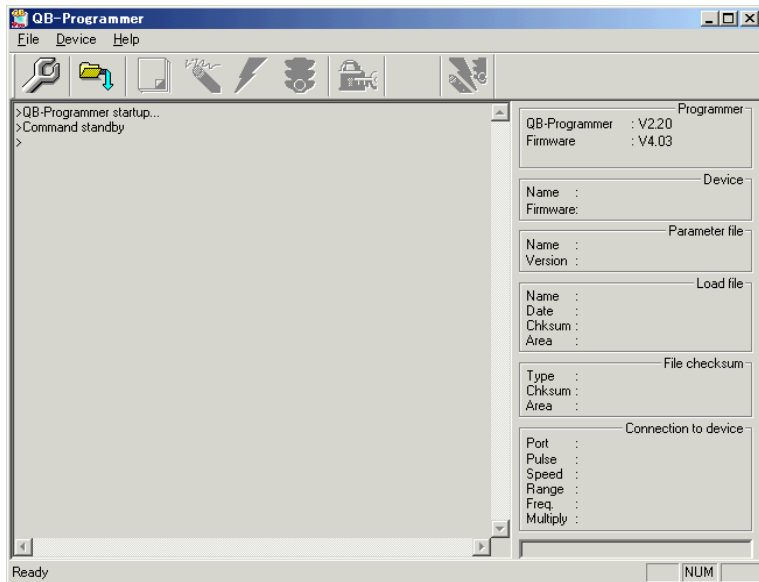 QB-Programmer
File Device Help
>QB-Programmer startup...
>Command standby
>
Programmer
QB-Programmer : V2.20
Firmware : V4.03
Device
Name :
Firmware:
Parameter file
Name :
Version :
Load file
Name :
Date :
Chksum :
Area :
File checksum
Type :
Chksum :
Area :
Connection to device
Port :
Pulse :
Speed :
Range :
Freq. :
Multiply :
Ready
NUM